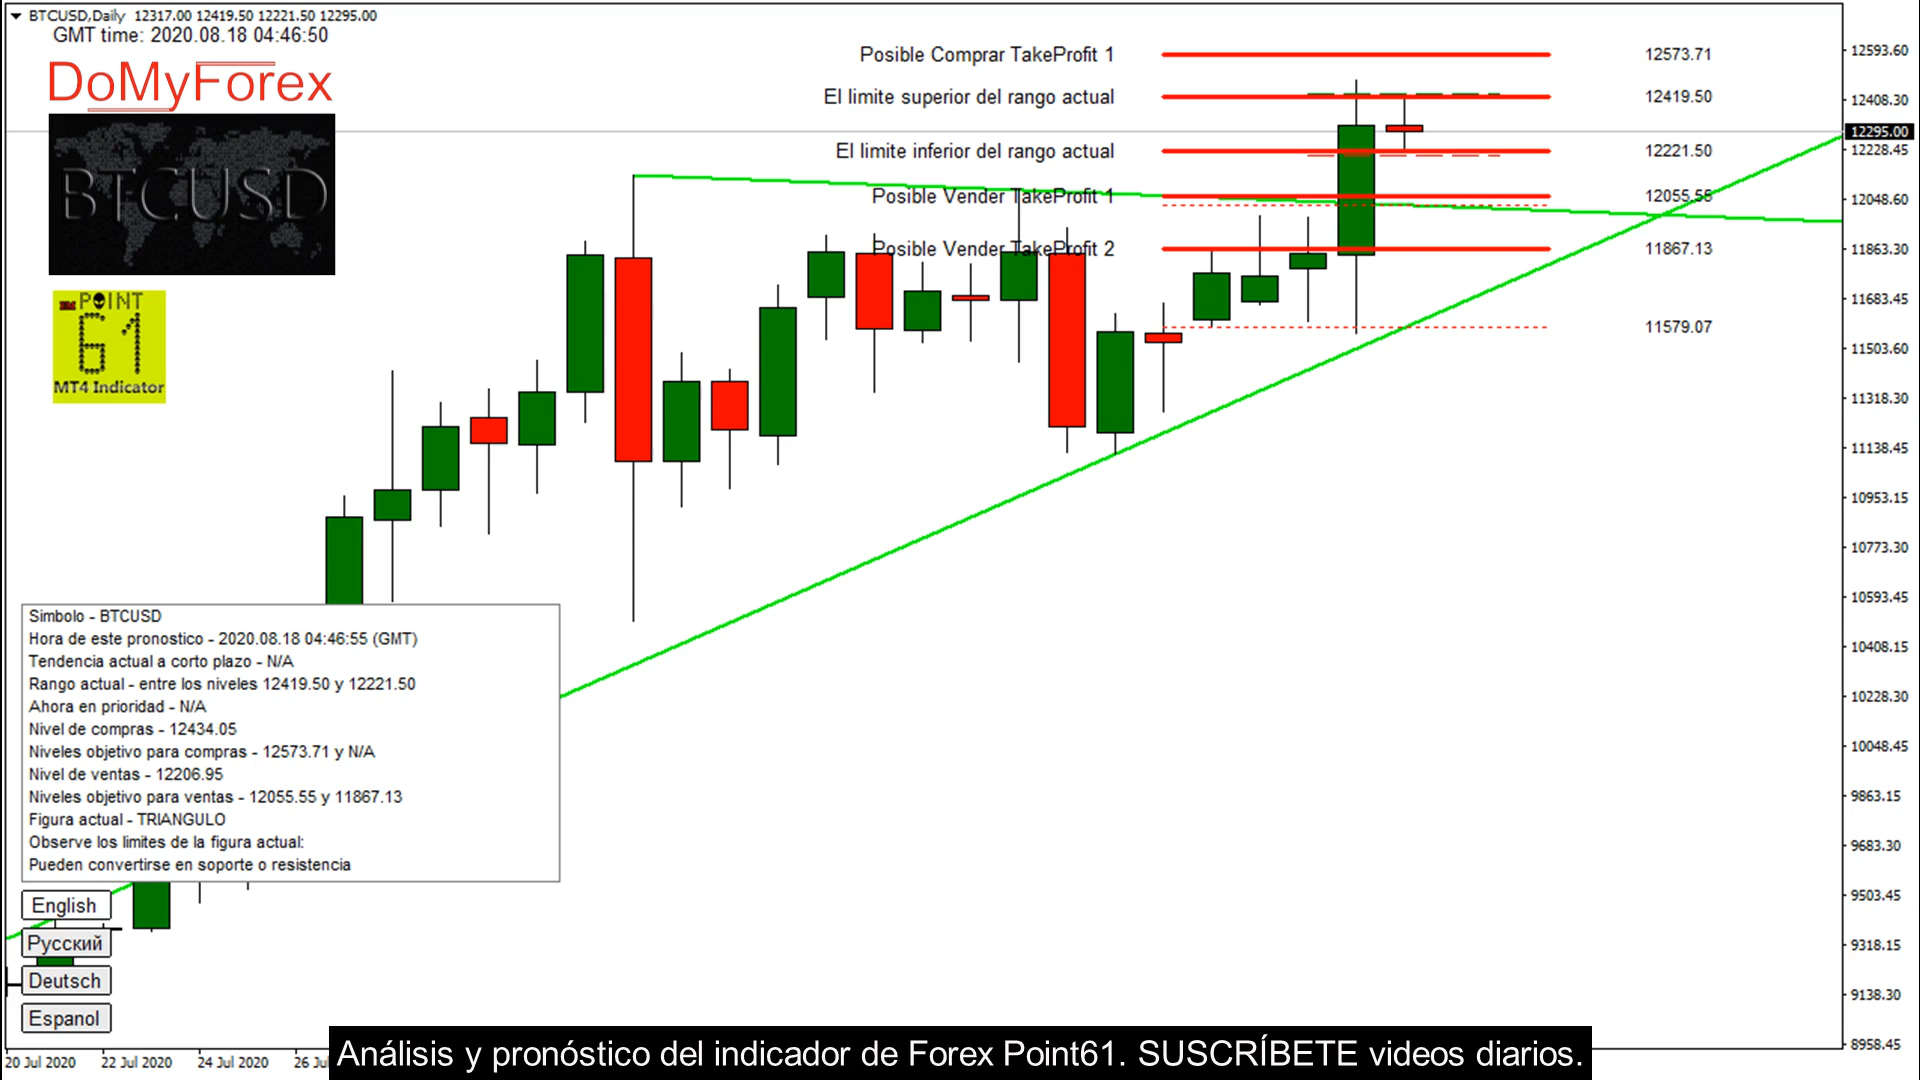 BTCUSD,Daily 12317.00 12419.50 12221.50 12295.00
GMT time: 2020.08.18 04:46:50
DoMyForex
BTCUSD
POINT
61
MT4 Indicator
Posible Comprar TakeProfit 1
12573.71
El limite superior del rango actual
12419.50
El limite inferior del rango actual
12221.50
Posible Vender TakeProfit 1
12055.55
Posible Vender TakeProfit 2
11867.13
11579.07
12593.60
12408.30
12295.00
12228.45
12048.60
11863.30
11683.45
11503.60
11318.30
11138.45
10953.15
10773.30
10593.45
10408.15
10228.30
10048.45
9863.15
9683.30
9503.45
9318.15
9138.30
8958.45
Simbolo - BTCUSD
Hora de este pronostico - 2020.08.18 04:46:55 (GMT)
Tendencia actual a corto plazo - N/A
Rango actual - entre los niveles 12419.50 y 12221.50
Ahora en prioridad - N/A
Nivel de compras - 12434.05
Niveles objetivo para compras - 12573.71 y N/A
Nivel de ventas - 12206.95
Niveles objetivo para ventas - 12055.55 y 11867.13
Figura actual - TRIANGULO
Observe los limites de la figura actual:
Pueden convertirse en soporte o resistencia
English
Русский
Deutsch
Espanol
20 Jul 2020 22 Jul 2020 24 Jul 2020 26
Análisis y pronóstico del indicador de Forex Point61. SUSCRÍBETE videos diarios.